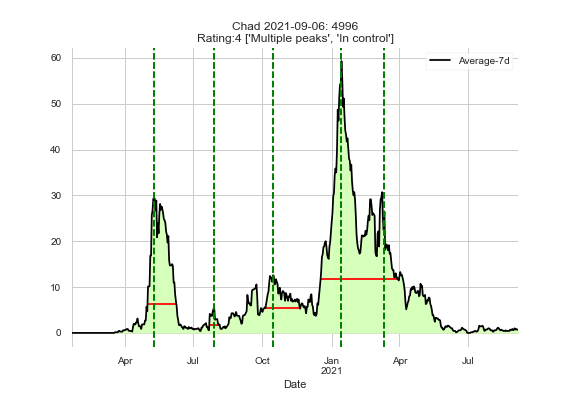 Chad 2021-09-06: 4996
Rating:4 ['Multiple peaks', 'In control']
Average-7d
60
50
40
30
20
10
0
Apr
Jul
Oct
Jan
2021
Apr
Jul
Date